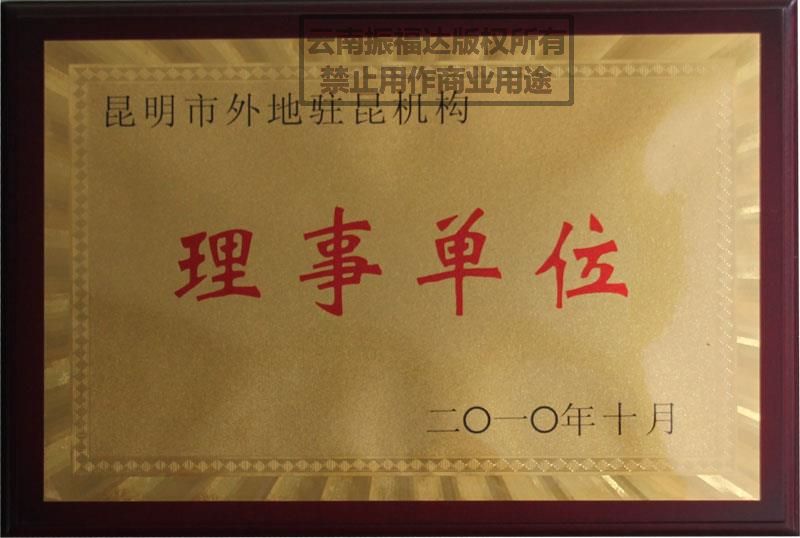 云南振福达版权所有
禁止用作商业用途
昆明市外地驻昆机构
理事单位
二〇一〇年十月